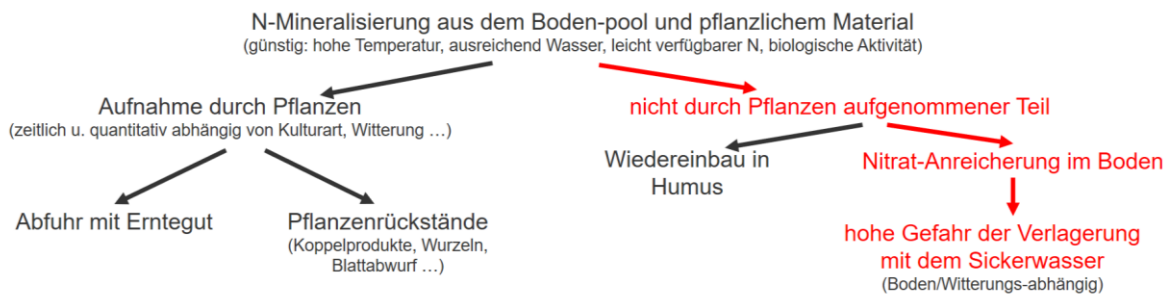 N-Mineralisierung aus dem Boden-pool und pflanzlichem Material
(günstig: hohe Temperatur, ausreichend Wasser, leicht verfügbarer N, biologische Aktivität)
Aufnahme durch Pflanzen
(zeitlich u. quantitativ abhängig von Kulturart, Witterung ...)
nicht durch Pflanzen aufgenommener Teil
Abfuhr mit Erntegut
Pflanzenrückstände
(Koppelprodukte, Wurzeln,
Blattabwurf ...)
Wiedereinbau in
Humus
Nitrat-Anreicherung im Boden
hohe Gefahr der Verlagerung
mit dem Sickerwasser
(Boden/Witterungs-abhängig)